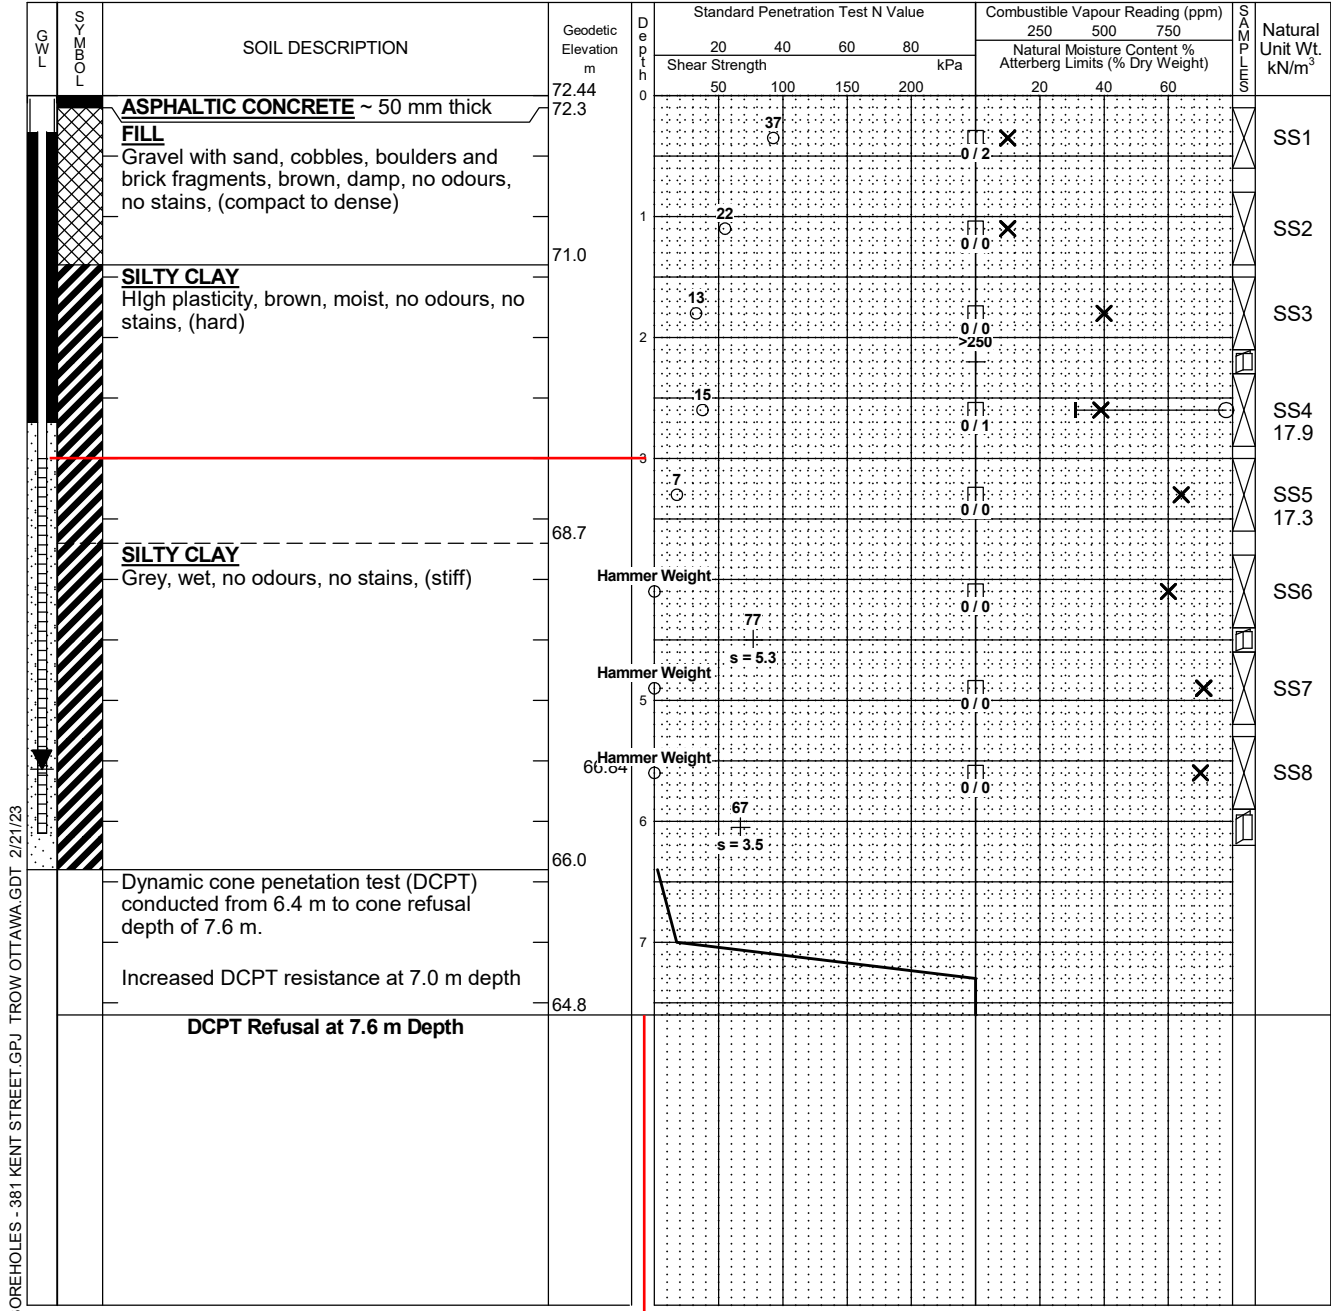 GWL
SYMBOL
SOIL DESCRIPTION
Geodetic
Elevation
m
Depth
Standard Penetration Test N Value
20 40 60 80
Shear Strength kPa
50 100 150 200
Combustible Vapour Reading (ppm)
250 500 750
Natural Moisture Content %
Atterberg Limits (% Dry Weight)
20 40 60
SAMPLES
Natural
Unit Wt.
kN/m³
72.44
0
ASPHALTIC CONCRETE ~ 50 mm thick
72.3
FILL
Gravel with sand, cobbles, boulders and
brick fragments, brown, damp, no odours,
no stains, (compact to dense)
37
0 / 2
SS1
1
22
0 / 0
SS2
71.0
SILTY CLAY
HIgh plasticity, brown, moist, no odours, no
stains, (hard)
13
0 / 0
SS3
2
>250
15
0 / 1
SS4
17.9
3
7
0 / 0
SS5
17.3
68.7
SILTY CLAY
Grey, wet, no odours, no stains, (stiff)
Hammer Weight
0 / 0
SS6
77
s = 5.3
Hammer Weight
0 / 0
SS7
5
Hammer Weight
66.84
0 / 0
SS8
67
6
s = 3.5
66.0
Dynamic cone penetation test (DCPT)
conducted from 6.4 m to cone refusal
depth of 7.6 m.
7
Increased DCPT resistance at 7.0 m depth
64.8
DCPT Refusal at 7.6 m Depth
OREHOLES - 381 KENT STREET.GPJ TROW OTTAWA.GDT 2/21/23